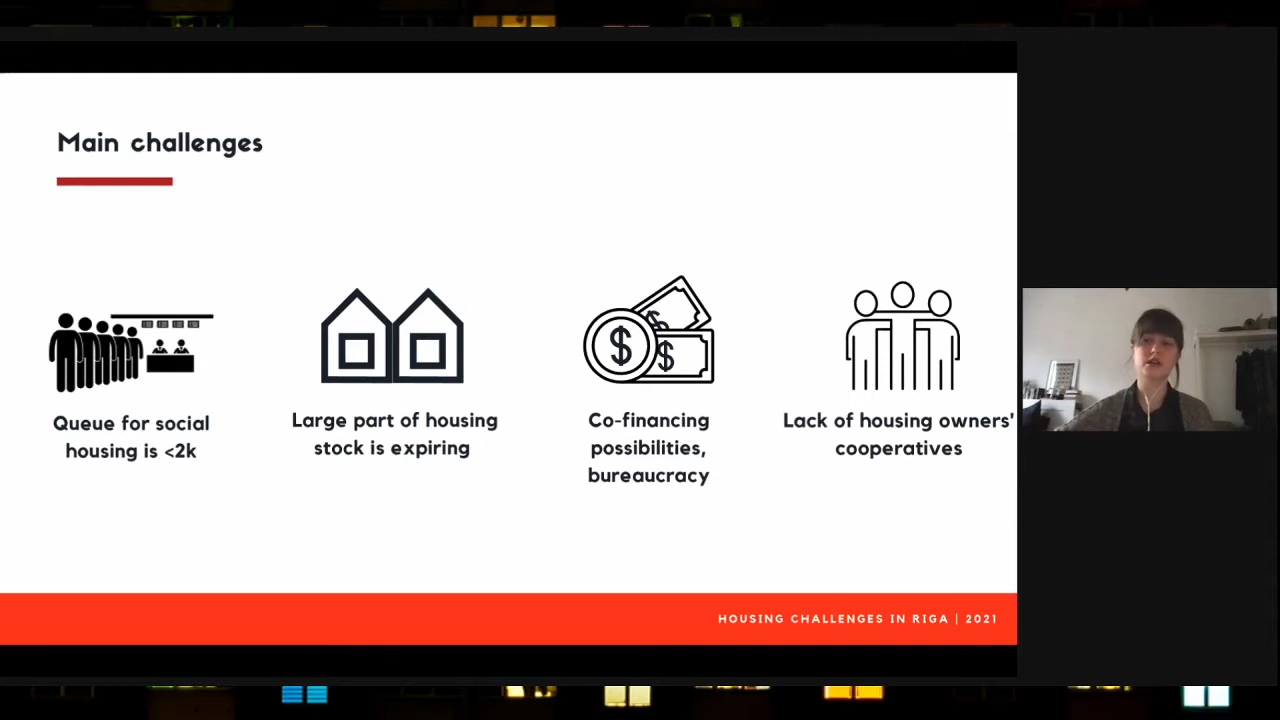 Main challenges
Queue for social
housing is <2k
Large part of housing
stock is expiring
Co-financing
possibilities,
bureaucracy
Lack of housing owners'
cooperatives
HOUSING CHALLENGES IN RIGA | 2021